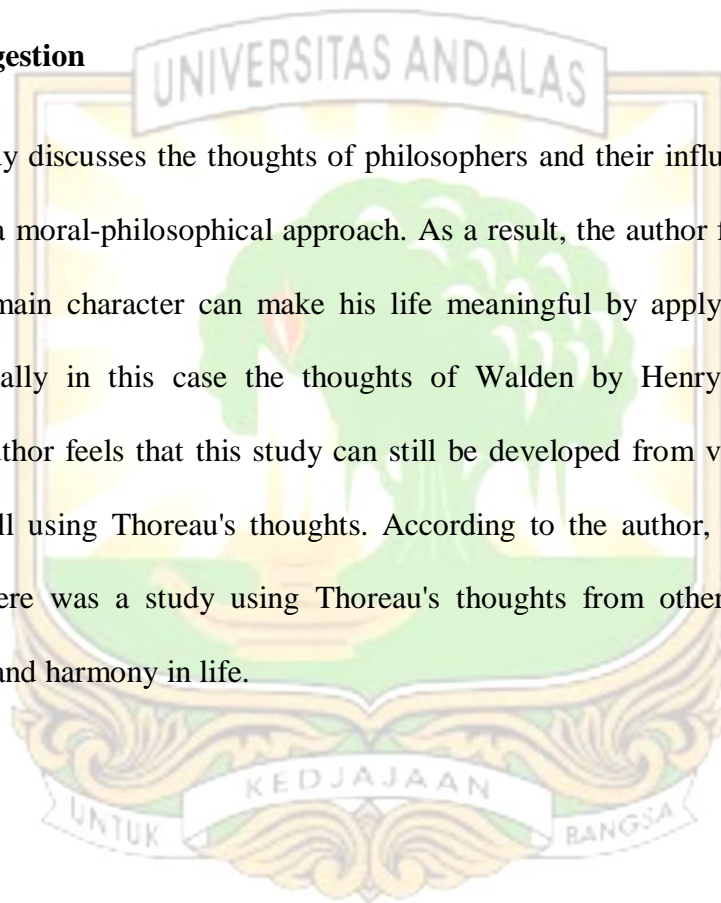 gestion
UNIVERSITAS ANDALAS
y discusses the thoughts of philosophers and their influ
a moral-philosophical approach. As a result, the author f
main character can make his life meaningful by apply
ally in this case the thoughts of Walden by Henry
thor feels that this study can still be developed from v
ll using Thoreau's thoughts. According to the author,
ere was a study using Thoreau's thoughts from other
and harmony in life.
KEDJAJAAN
UNTUK BANGSA